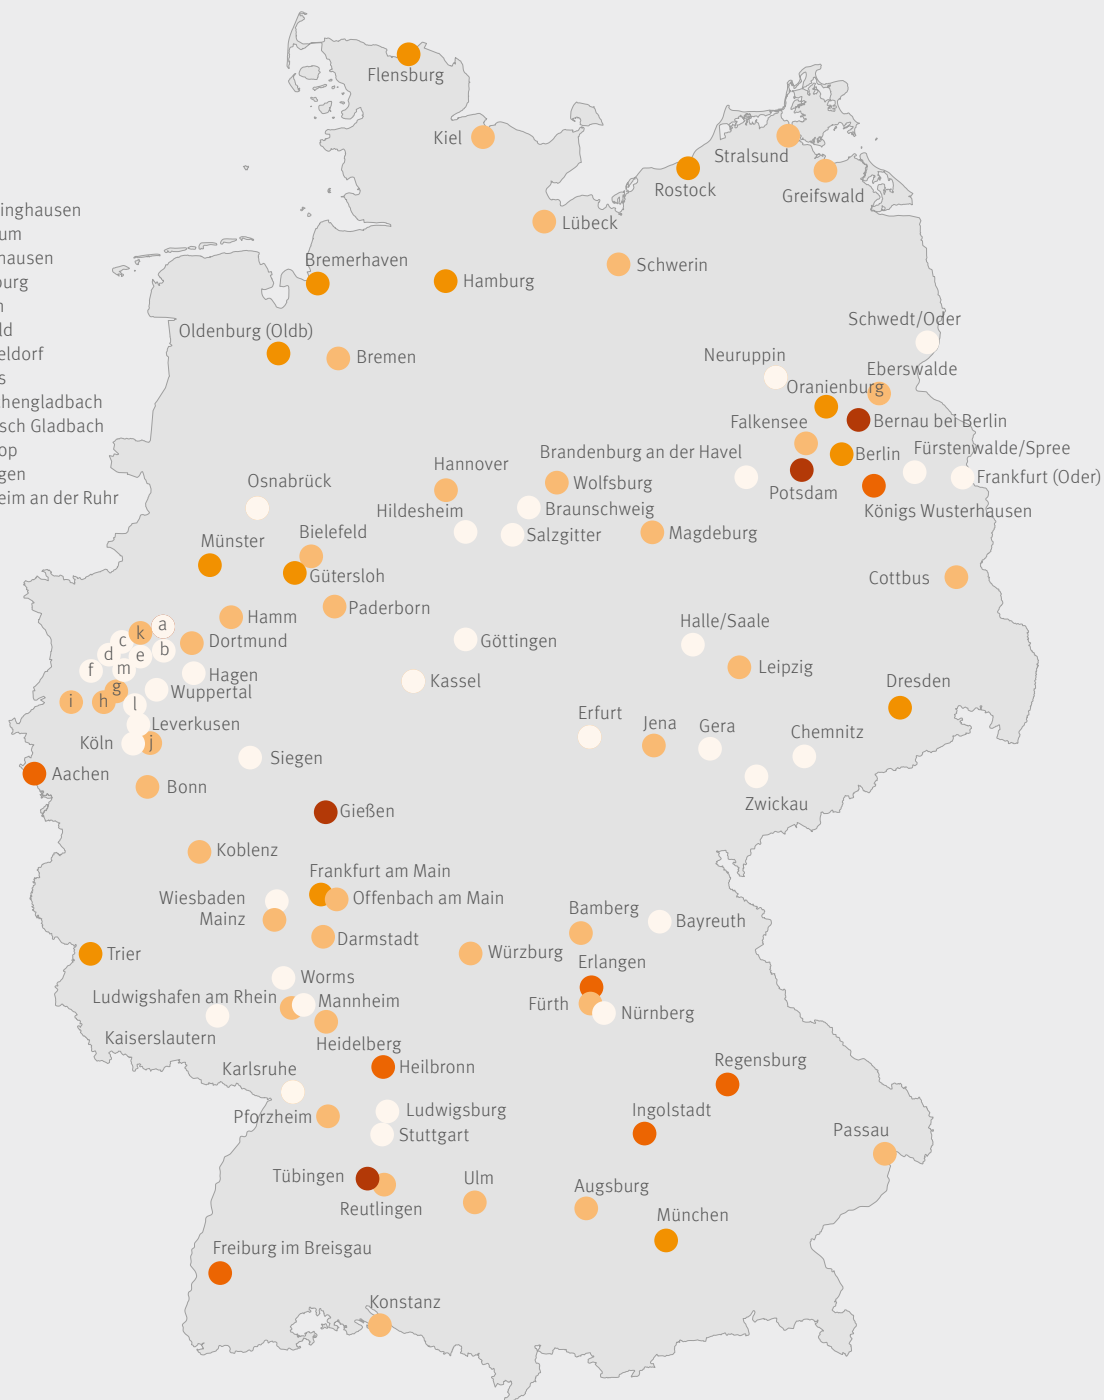 Flensburg
Kiel
Stralsund
Rostock
Greifswald
Lübeck
Schwerin
Bremerhaven
Hamburg
Oldenburg (Oldb)
Bremen
inghausen
um
hausen
burg
n
ld
eldorf
s
chengladbach
sch Gladbach
op
gen
eim an der Ruhr
Schwedt/Oder
Neuruppin
Eberswalde
Oranienburg
Bernau bei Berlin
Falkensee
Berlin
Fürstenwalde/Spree
Brandenburg an der Havel
Potsdam
Frankfurt (Oder)
Königs Wusterhausen
Hannover
Wolfsburg
Osnabrück
Hildesheim
Braunschweig
Salzgitter
Magdeburg
Bielefeld
Münster
Gütersloh
Cottbus
Paderborn
Hamm
Dortmund
a
k
c
b
d
e
f
m
g
i
h
l
j
Hagen
Wuppertal
Leverkusen
Köln
Göttingen
Kassel
Halle/Saale
Leipzig
Dresden
Erfurt
Jena
Gera
Chemnitz
Zwickau
Siegen
Aachen
Bonn
Gießen
Koblenz
Frankfurt am Main
Wiesbaden
Offenbach am Main
Mainz
Darmstadt
Bamberg
Bayreuth
Würzburg
Trier
Erlangen
Worms
Ludwigshafen am Rhein
Mannheim
Fürth
Nürnberg
Kaiserslautern
Heidelberg
Heilbronn
Regensburg
Karlsruhe
Ludwigsburg
Pforzheim
Ingolstadt
Stuttgart
Passau
Tübingen
Reutlingen
Ulm
Augsburg
München
Freiburg im Breisgau
Konstanz